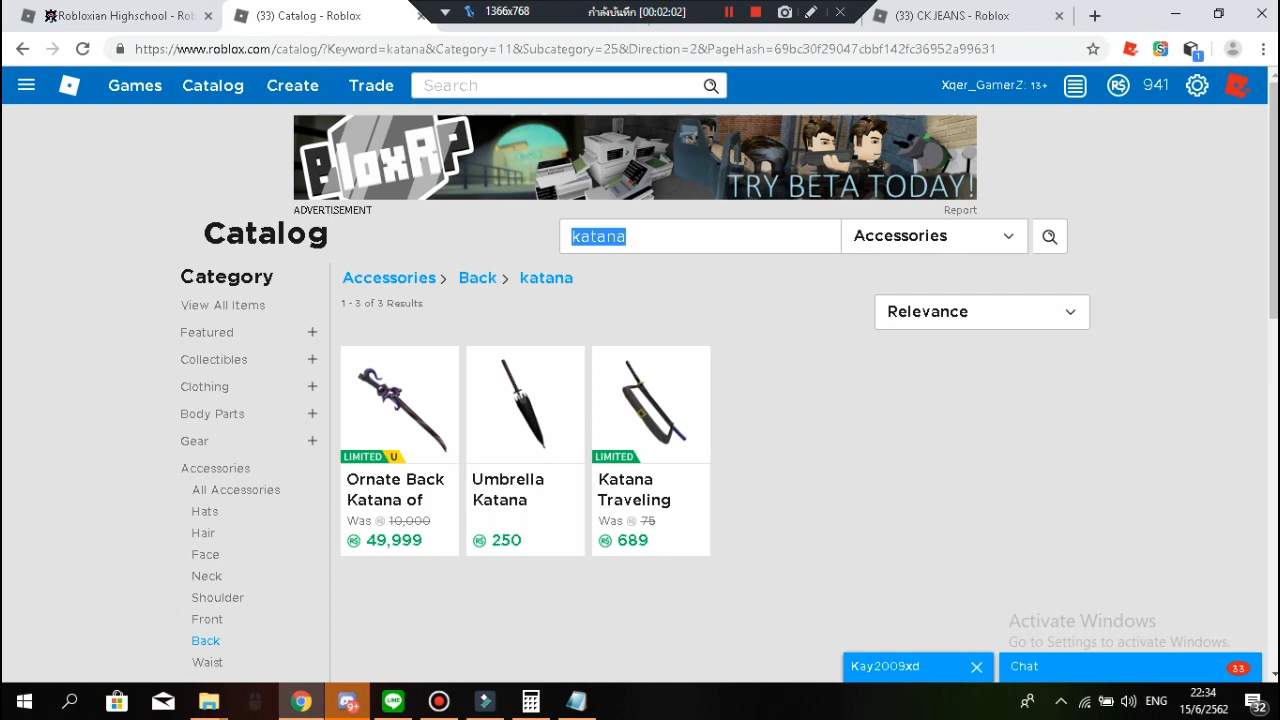 Robloxian Highschool - Rob
(33) Catalog - Roblox
1366x768
กำลังบันทึก [00:02:02]
(33) CK JEANS - Roblox
https://www.roblox.com/catalog/?Keyword=katana&Category=11&Subcategory=25&Direction=2&PageHash=69bc30f29047cbbf142fc36952a99631
1
Games
Catalog
Create
Trade
Search
Xqer_GamerZ: 13+
R$
941
BloxRP
TRY BETA TODAY!
ADVERTISEMENT
Report
Catalog
katana
Accessories
Category
Accessories
Back
katana
View All Items
1 - 3 of 3 Results
Relevance
Featured +
Collectibles +
Clothing +
Body Parts +
Gear +
Accessories
All Accessories
Hats
Hair
Face
Neck
Shoulder
Front
Back
Waist
LIMITED U
Ornate Back
Katana of
Was 10,000
R$ 49,999
Umbrella
Katana
R$ 250
LIMITED
Katana
Traveling
Was 75
R$ 689
Activate Windows
Go to Settings to activate Windows.
Kay2009xd
Chat
33
9+
LINE
ENG
22:34
15/6/2562
32